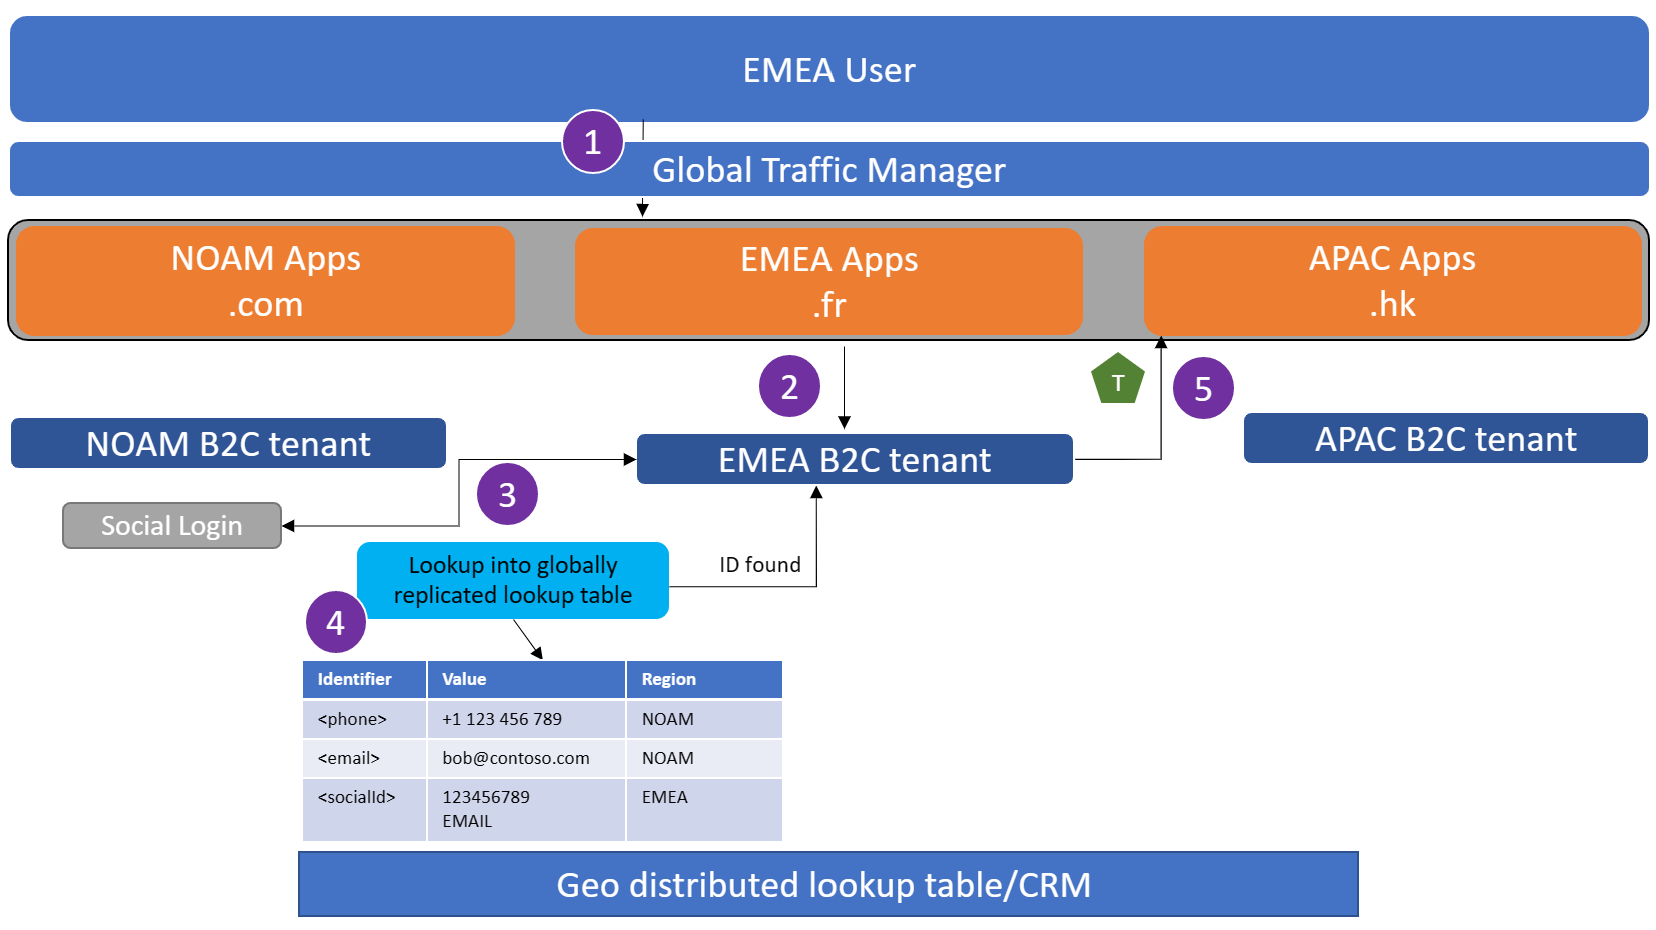 EMEA User
1
Global Traffic Manager
NOAM Apps
.com
EMEA Apps
.fr
APAC Apps
.hk
2
T
5
NOAM B2C tenant
EMEA B2C tenant
APAC B2C tenant
3
Social Login
Lookup into globally
replicated lookup table
ID found
4
Identifier Value Region
<phone> +1 123 456 789 NOAM
<email> bob@contoso.com NOAM
<socialId> 123456789 EMEA
EMAIL
Geo distributed lookup table/CRM